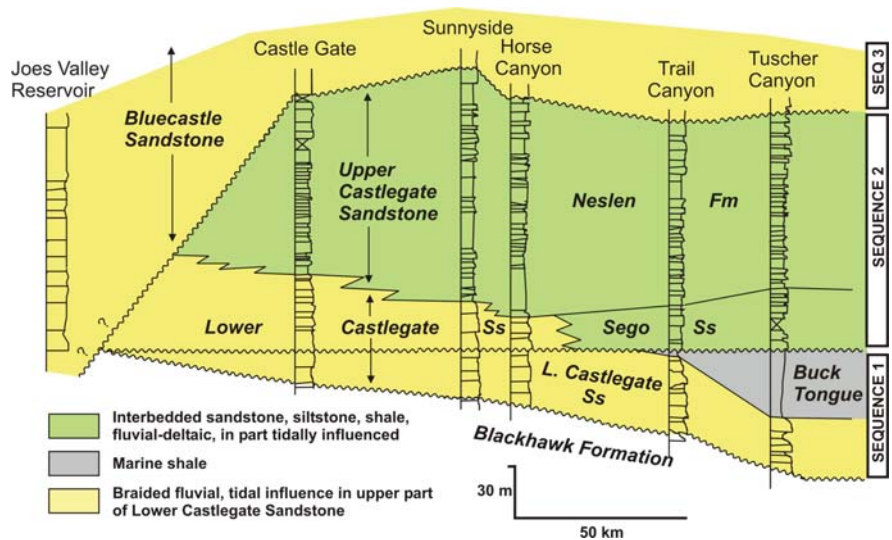 Joes Valley
Reservoir
Castle Gate
Sunnyside
Horse
Canyon
Trail
Canyon
Tuscher
Canyon
SEQ 3
Bluecastle
Sandstone
Upper
Castlegate
Sandstone
Neslen Fm
SEQUENCE 2
?
Lower Castlegate Ss
Sego Ss
L. Castlegate
Ss
Buck
Tongue
SEQUENCE 1
Blackhawk Formation
Interbedded sandstone, siltstone, shale,
fluvial-deltaic, in part tidally influenced
Marine shale
Braided fluvial, tidal influence in upper part
of Lower Castlegate Sandstone
30 m
50 km